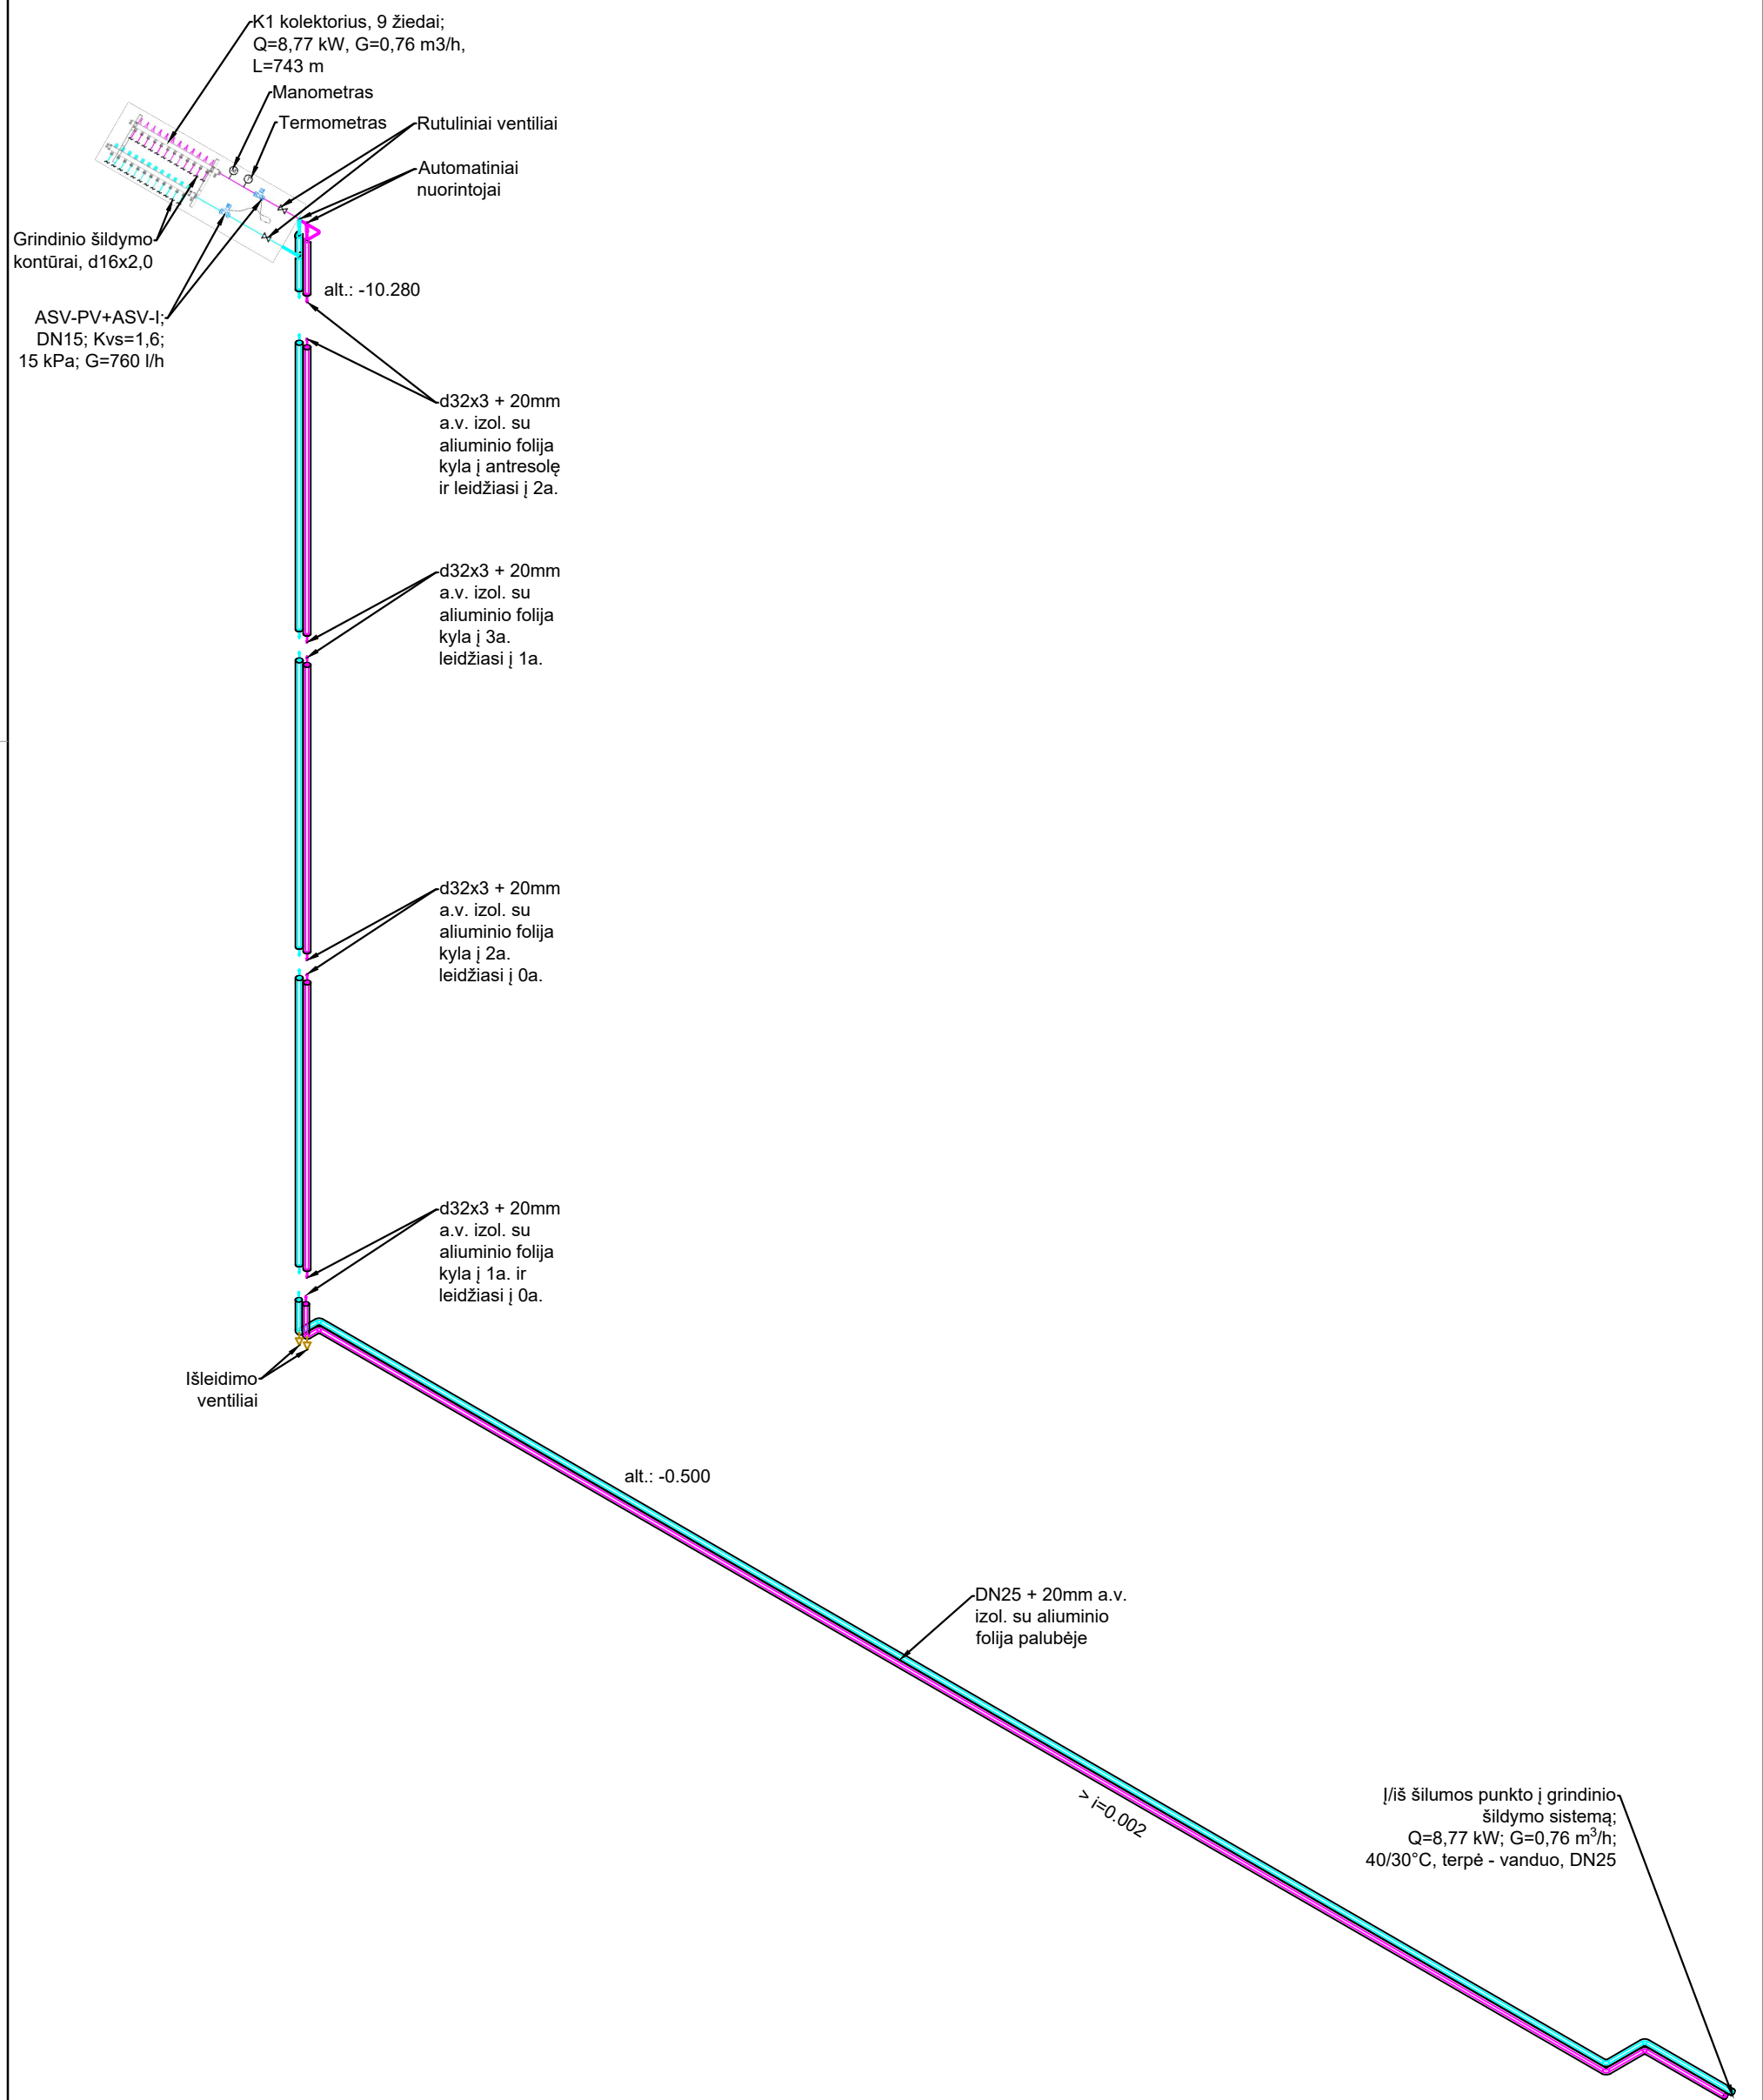 K1 kolektorius, 9 žiedai;
Q=8,77 kW, G=0,76 m3/h,
L=743 m
Manometras
Termometras
Rutuliniai ventiliai
Automatiniai
nuorintojai
Grindinio šildymo
kontūrai, d16x2,0
alt.: -10.280
ASV-PV+ASV-I;
DN15; Kvs=1,6;
15 kPa; G=760 l/h
d32x3 + 20mm
a.v. izol. su
aliuminio folija
kyla į antresolę
ir leidžiasi į 2a.
d32x3 + 20mm
a.v. izol. su
aliuminio folija
kyla į 3a.
leidžiasi į 1a.
d32x3 + 20mm
a.v. izol. su
aliuminio folija
kyla į 2a.
leidžiasi į 0a.
d32x3 + 20mm
a.v. izol. su
aliuminio folija
kyla į 1a. ir
leidžiasi į 0a.
Išleidimo
ventiliai
alt.: -0.500
DN25 + 20mm a.v.
izol. su aliuminio
folija palubėje
> i=0.002
Į/iš šilumos punkto į grindinio
šildymo sistemą;
Q=8,77 kW; G=0,76 m³/h;
40/30°C, terpė - vanduo, DN25